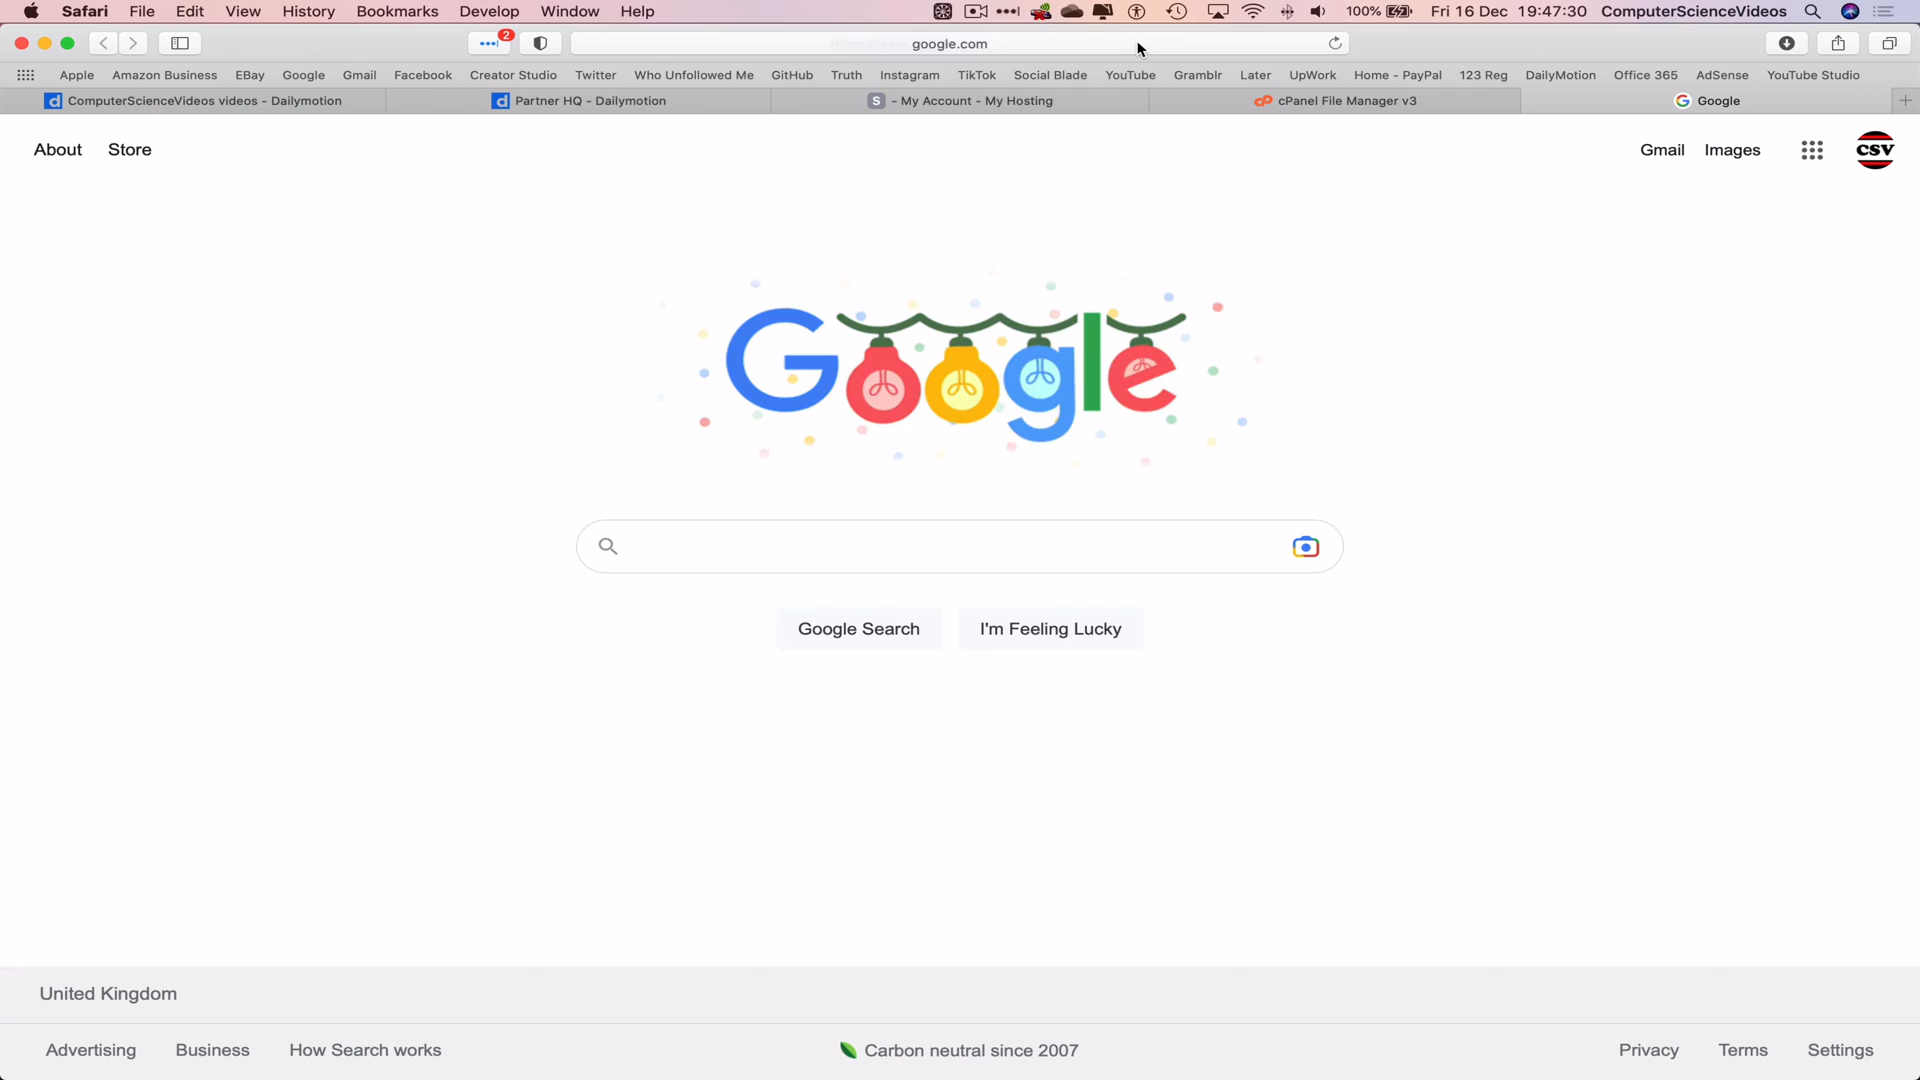 Safari File Edit View History Bookmarks Develop Window Help 100% Fri 16 Dec 19:47:30 ComputerScienceVideos
2 google.com
Apple Amazon Business EBay Google Gmail Facebook Creator Studio Twitter Who Unfollowed Me GitHub Truth Instagram TikTok Social Blade YouTube Gramblr Later UpWork Home - PayPal 123 Reg DailyMotion Office 365 AdSense YouTube Studio
d ComputerScienceVideos videos - Dailymotion d Partner HQ - Dailymotion S - My Account - My Hosting cP cPanel File Manager v3 G Google
About Store Gmail Images CSV
Google
Google Search I'm Feeling Lucky
United Kingdom
Advertising Business How Search works Carbon neutral since 2007 Privacy Terms Settings